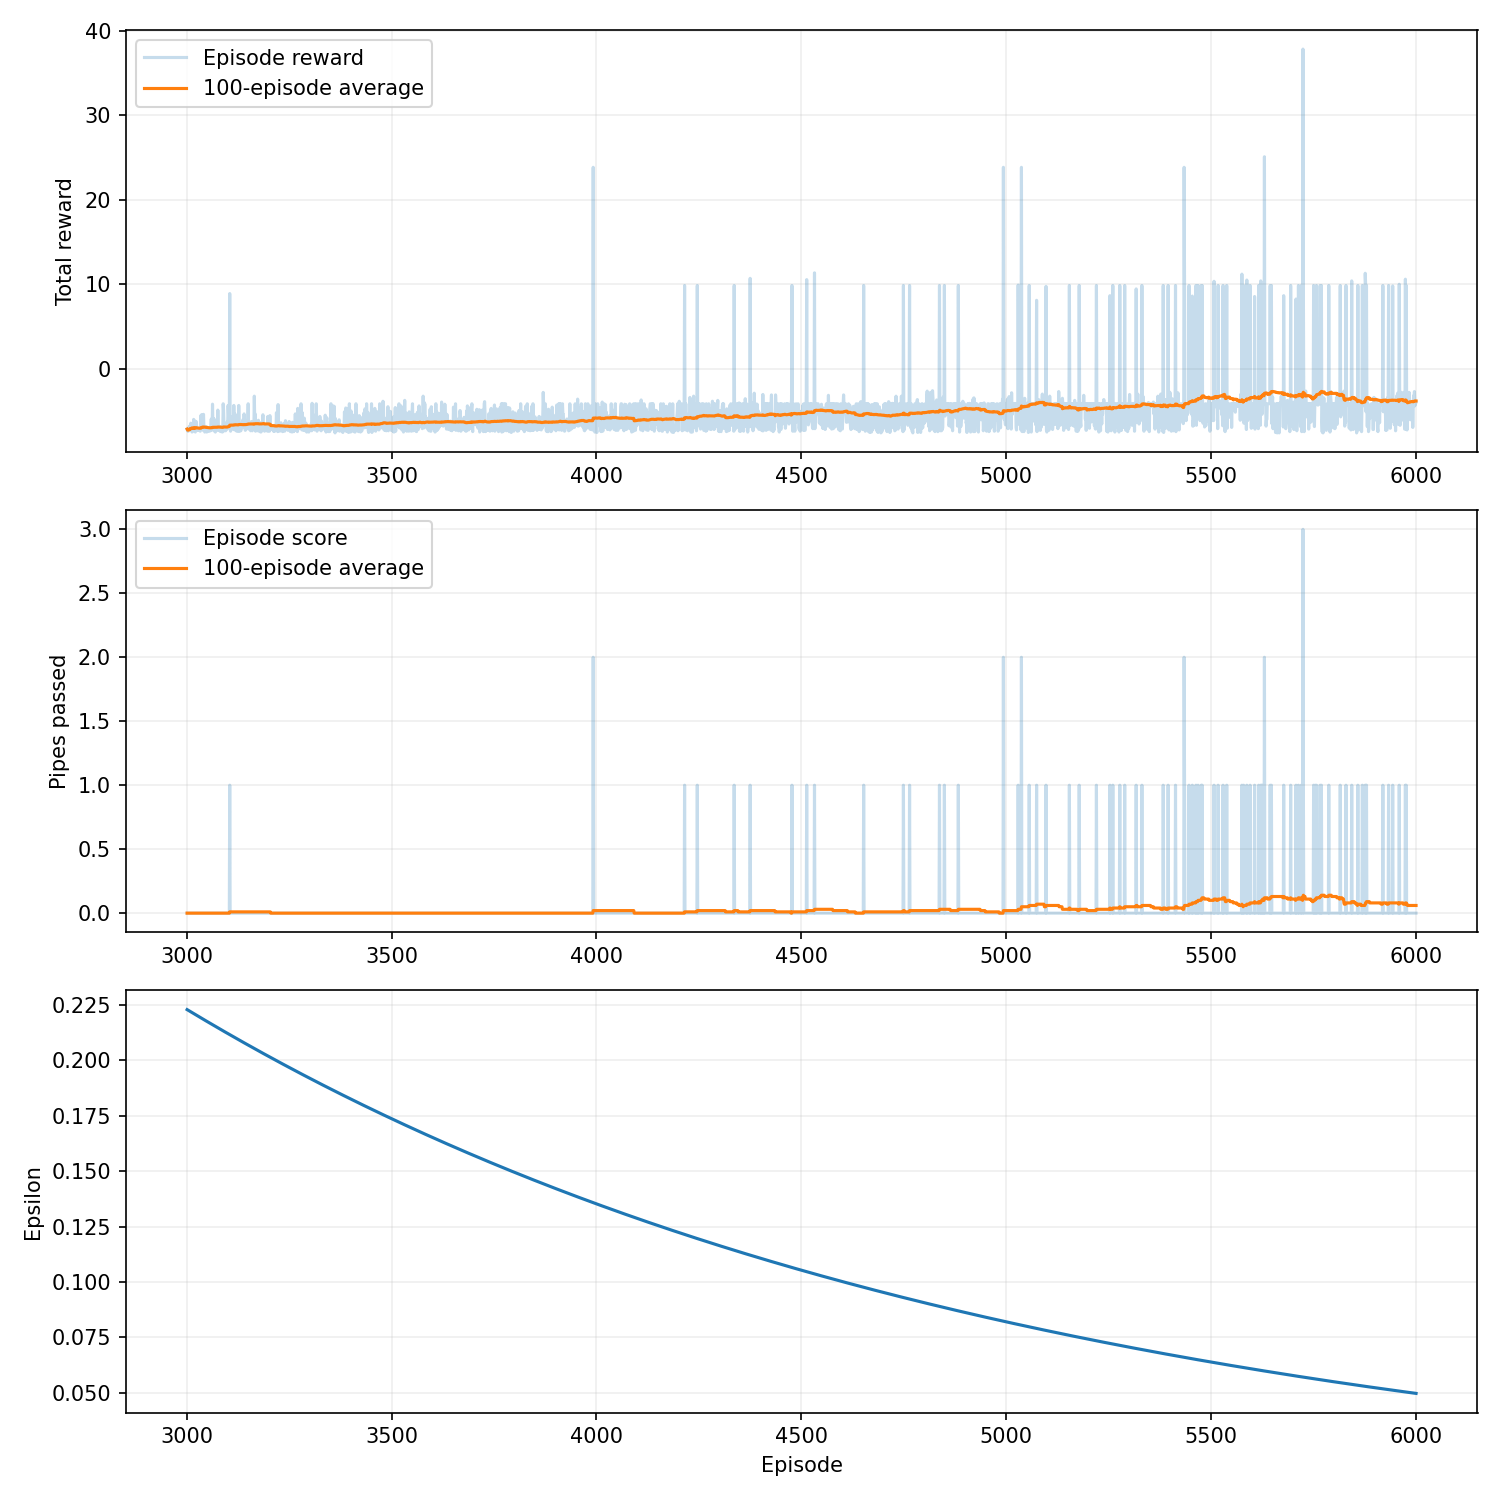 40
30
20
10
0
Total reward
Episode reward
100-episode average
3000 3500 4000 4500 5000 5500 6000
3.0
2.5
2.0
1.5
1.0
0.5
0.0
Pipes passed
Episode score
100-episode average
3000 3500 4000 4500 5000 5500 6000
0.225
0.200
0.175
0.150
0.125
0.100
0.075
0.050
Epsilon
3000 3500 4000 4500 5000 5500 6000
Episode